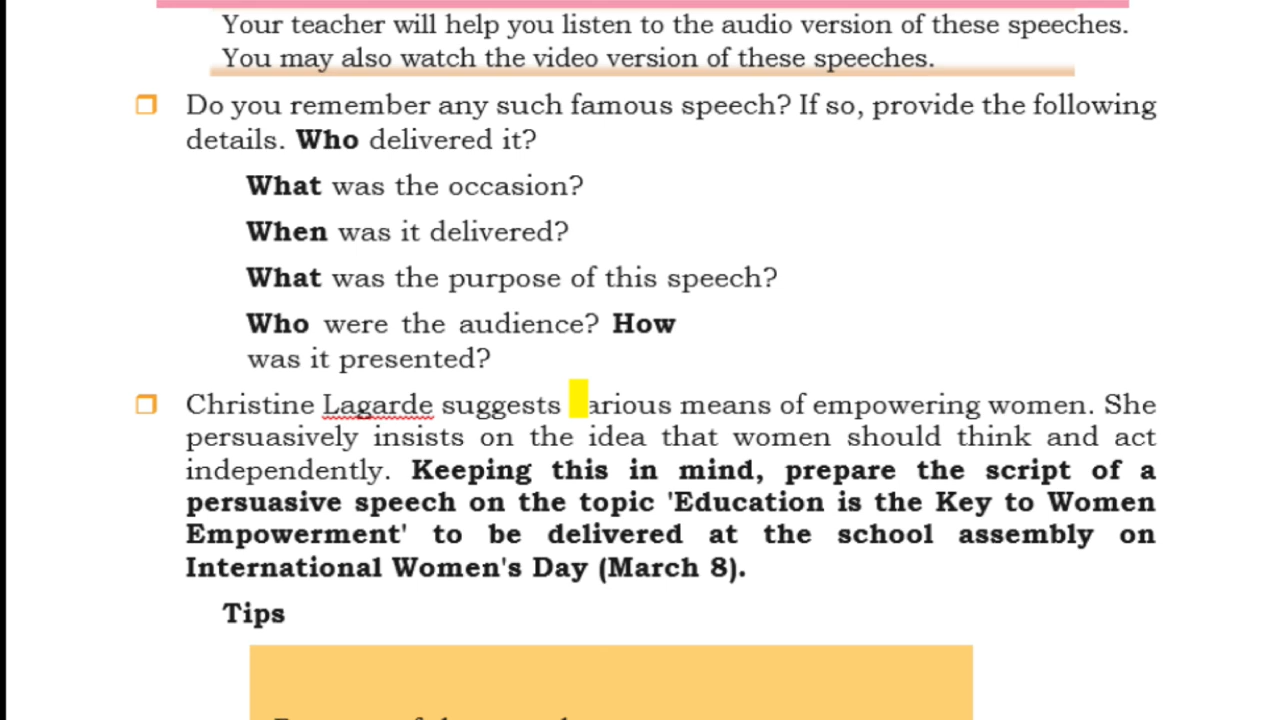 Your teacher will help you listen to the audio version of these speeches.
You may also watch the video version of these speeches.
Do you remember any such famous speech? If so, provide the following
details. Who delivered it?
What was the occasion?
When was it delivered?
What was the purpose of this speech?
Who were the audience? How
was it presented?
Christine Lagarde suggests arious means of empowering women. She
persuasively insists on the idea that women should think and act
independently. Keeping this in mind, prepare the script of a
persuasive speech on the topic 'Education is the Key to Women
Empowerment' to be delivered at the school assembly on
International Women's Day (March 8).
Tips